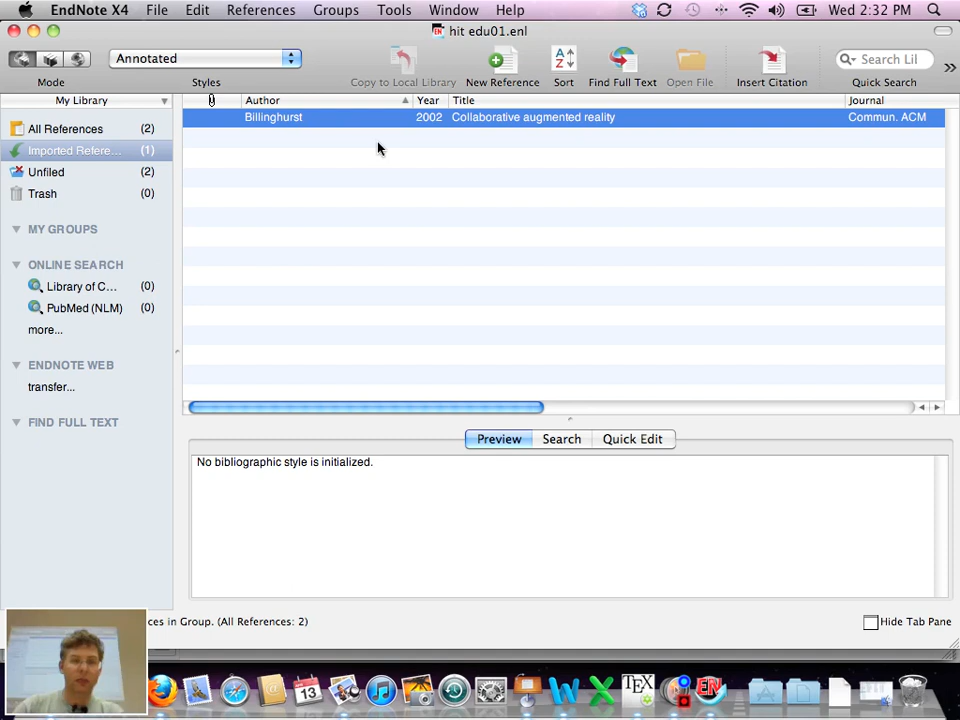 EndNote X4 File Edit References Groups Tools Window Help Wed 2:32 PM
hit edu01.enl
Annotated
Search Lib
Mode Styles Copy to Local Library New Reference Sort Find Full Text Open File Insert Citation Quick Search
My Library Author Year Title Journal
Billinghurst 2002 Collaborative augmented reality Commun. ACM
All References (2)
Imported Refere... (1)
Unfiled (2)
Trash (0)
MY GROUPS
ONLINE SEARCH
Library of C... (0)
PubMed (NLM) (0)
more...
ENDNOTE WEB
transfer...
FIND FULL TEXT
Preview Search Quick Edit
No bibliographic style is initialized.
ces in Group. (All References: 2)
Hide Tab Pane
13
TEX
EN